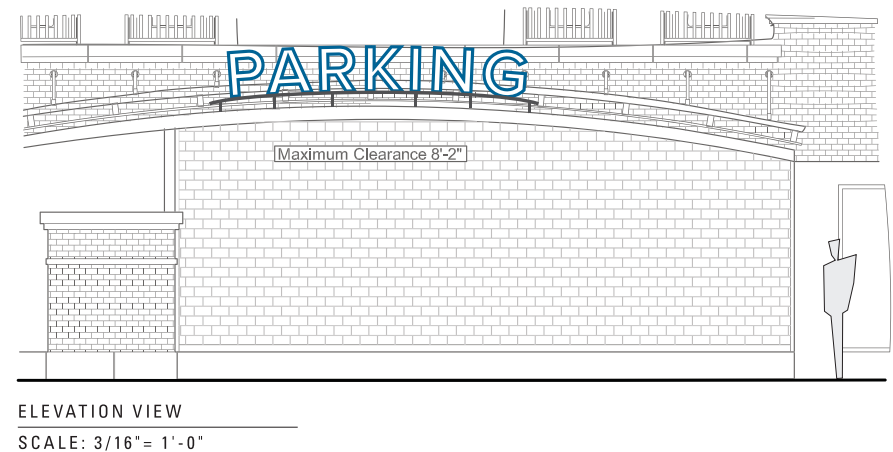 PARKING
Maximum Clearance 8'-2"
ELEVATION VIEW
SCALE: 3/16"= 1'-0"